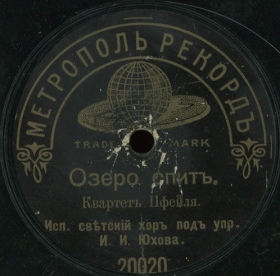 МЕТРОПОЛЬ РЕКОРДЪ
TRADE MARK
Озеро спитъ.
Квартетъ Пфейля.
Исп. свѣтскій хоръ подъ упр.
И. И. Юхова.
20020